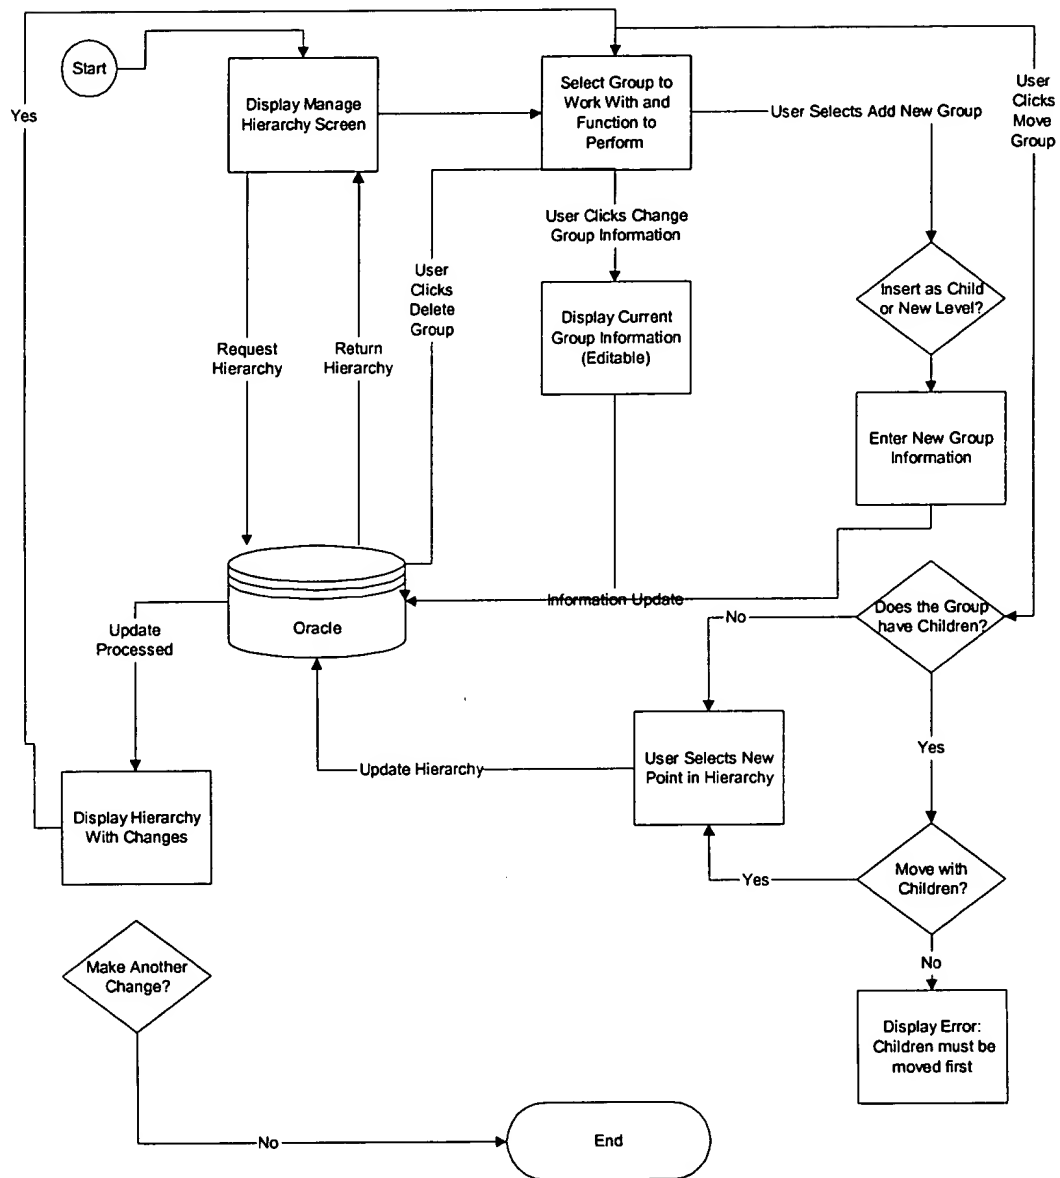 Start
Display Manage
Hierarchy Screen
Select Group to
Work With and
Function to
Perform
User Selects Add New Group
User
Clicks
Move
Group
Yes
User Clicks Change
Group Information
User
Clicks
Delete
Group
Insert as Child
or New Level?
Display Current
Group Information
(Editable)
Request
Hierarchy
Return
Hierarchy
Enter New Group
Information
Information Update
Oracle
Does the Group
have Children?
No
Update
Processed
Yes
User Selects New
Point in Hierarchy
Update Hierarchy
Display Hierarchy
With Changes
Move with
Children?
Yes
No
Make Another
Change?
Display Error:
Children must be
moved first
No
End